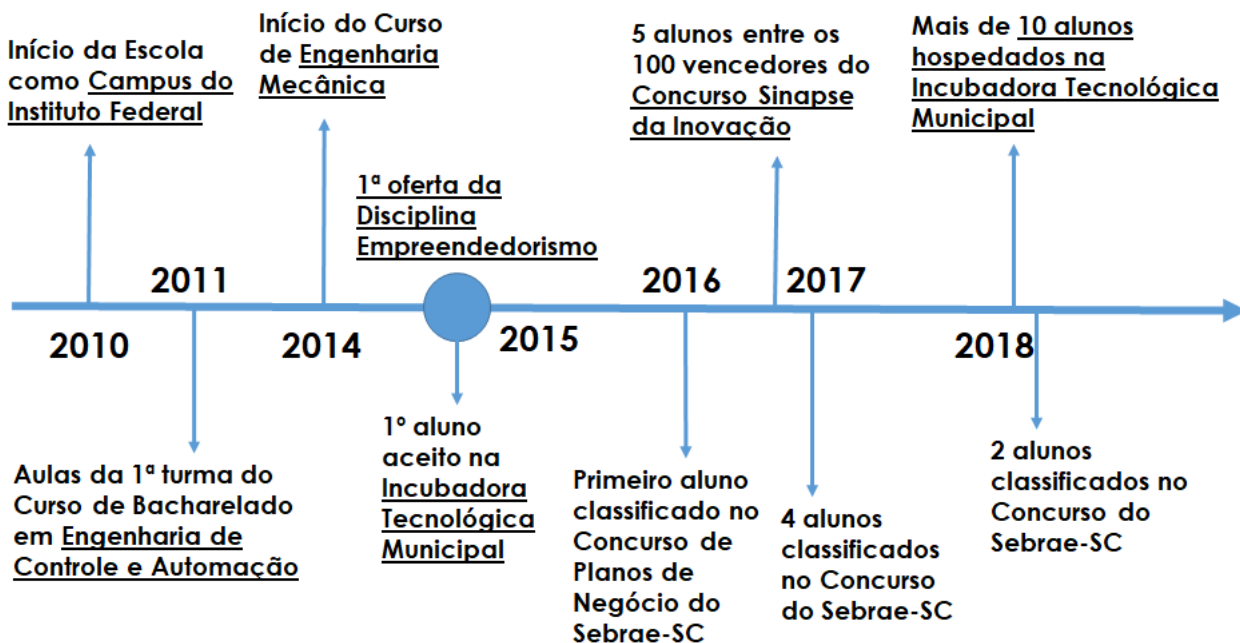 Início da Escola
como Campus do
Instituto Federal
Início do Curso
de Engenharia
Mecânica
5 alunos entre os
100 vencedores do
Concurso Sinapse
da Inovação
Mais de 10 alunos
hospedados na
Incubadora Tecnológica
Municipal
1ª oferta da
Disciplina
Empreendedorismo
2011
2016
2017
2010
2014
2015
2018
Aulas da 1ª turma do
Curso de Bacharelado
em Engenharia de
Controle e Automação
1º aluno
aceito na
Incubadora
Tecnológica
Municipal
Primeiro aluno
classificado no
Concurso de
Planos de
Negócio do
Sebrae-SC
4 alunos
classificados
no Concurso
do Sebrae-SC
2 alunos
classificados no
Concurso do
Sebrae-SC